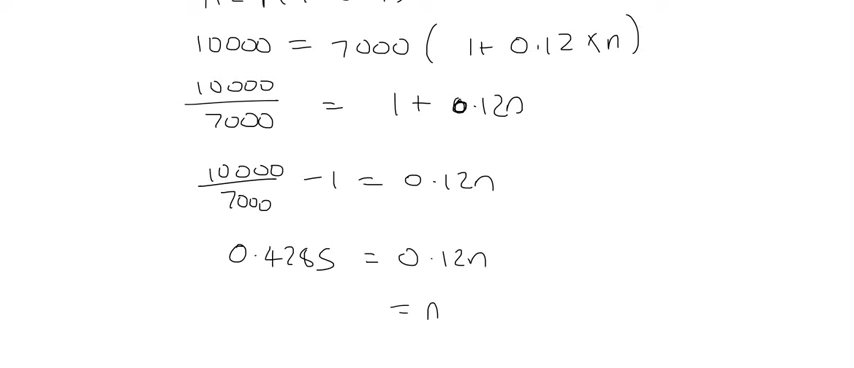 10000 = 7000 ( 1 + 0.12 × n )
10000/7000 = 1 + 0.12n
10000/7000 - 1 = 0.12n
0.4285 = 0.12n
= n